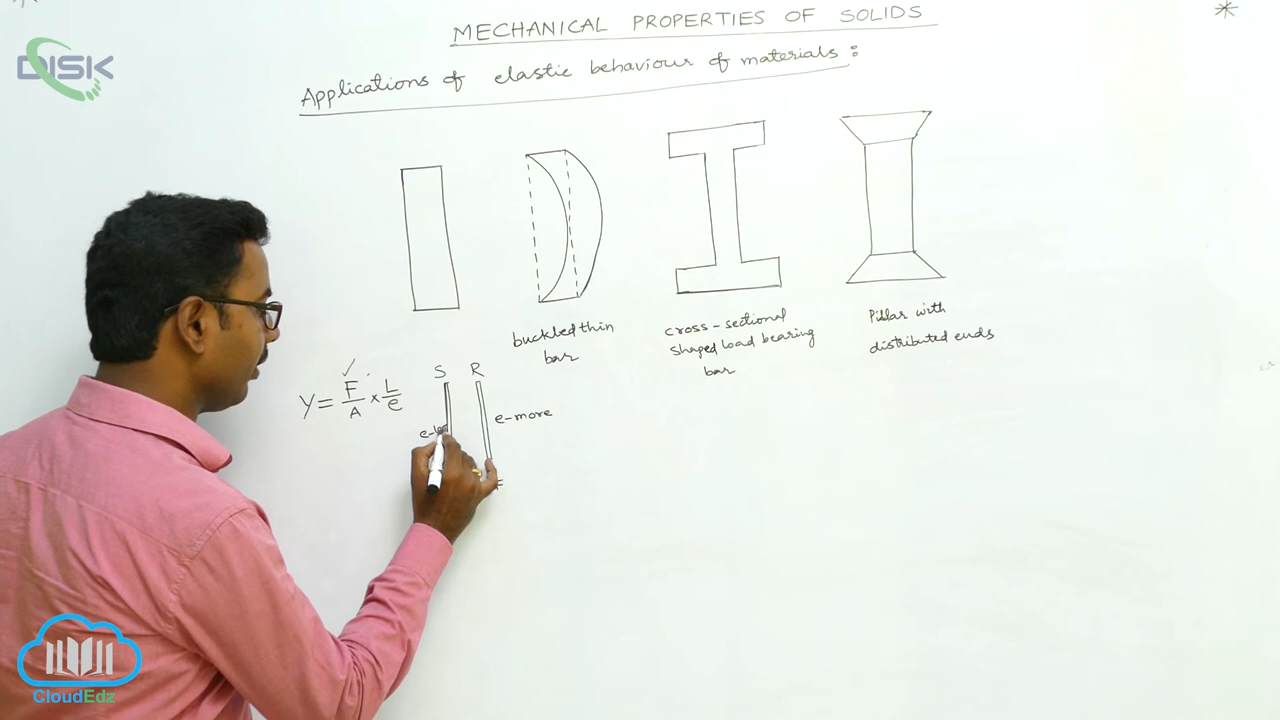 MECHANICAL PROPERTIES OF SOLIDS
*
DISK
Applications of elastic behaviour of materials:
buckled thin
bar
cross-sectional
shaped load bearing
bar
Pillar with
distributed ends
Y = F/A × L/e
S R
e-more
CloudEdz